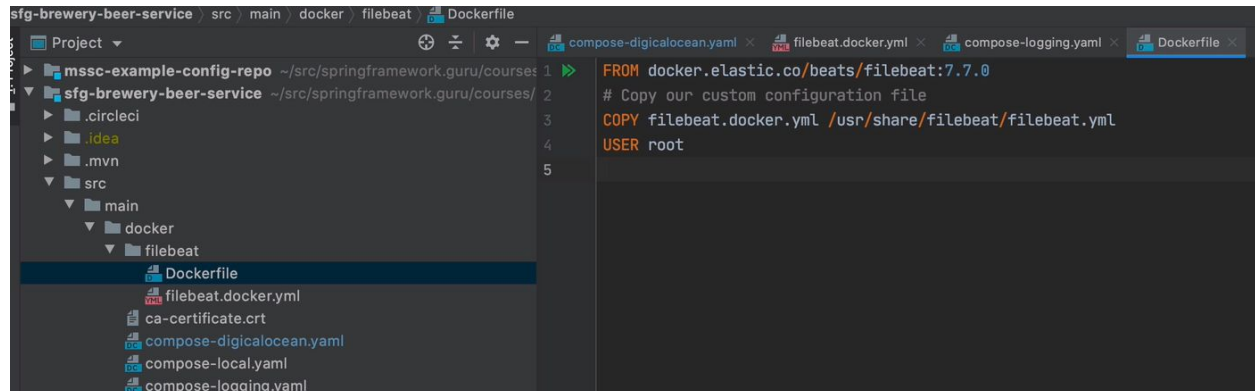 sfg-brewery-beer-service src main docker filebeat Dockerfile
Project
compose-digicalocean.yaml filebeat.docker.yml compose-logging.yaml Dockerfile
mssc-example-config-repo ~/src/springframework.guru/courses
sfg-brewery-beer-service ~/src/springframework.guru/courses/
.circleci
.idea
.mvn
src
main
docker
filebeat
Dockerfile
filebeat.docker.yml
ca-certificate.crt
compose-digicalocean.yaml
compose-local.yaml
compose-logging.yaml
1 FROM docker.elastic.co/beats/filebeat:7.7.0
2 # Copy our custom configuration file
3 COPY filebeat.docker.yml /usr/share/filebeat/filebeat.yml
4 USER root
5